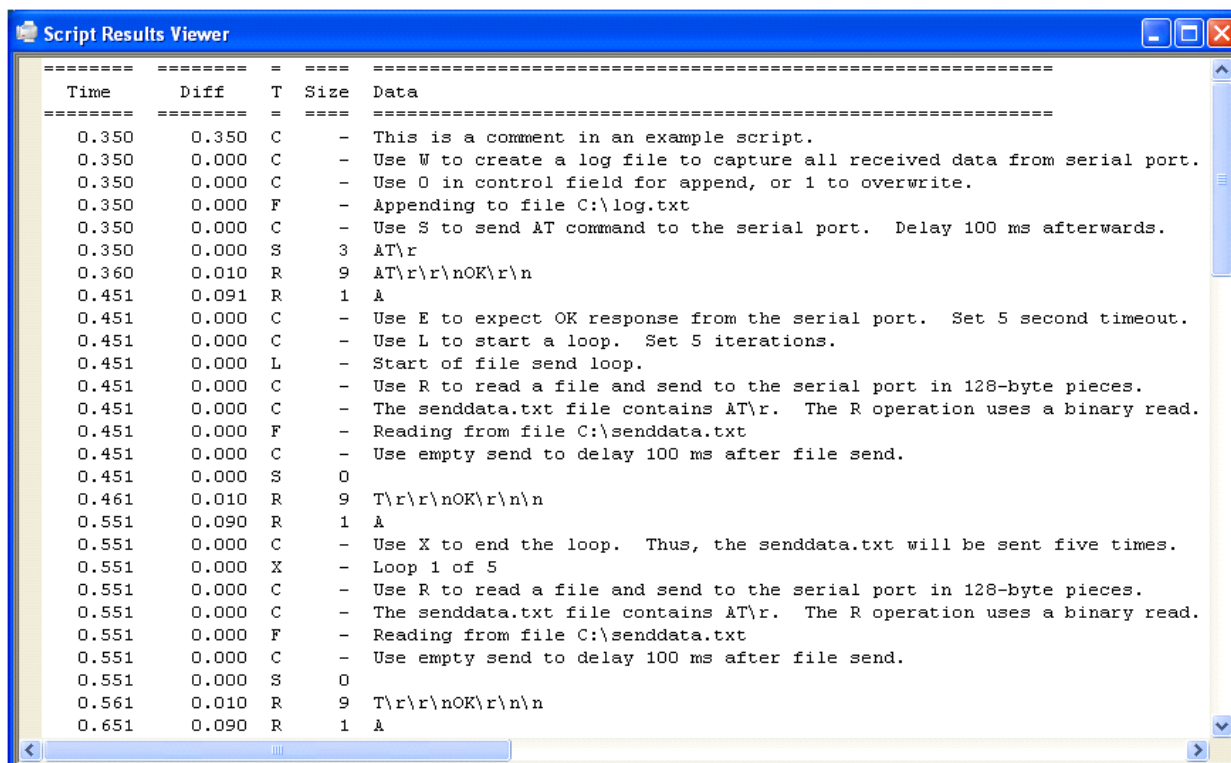 Script Results Viewer
======== ======== = ==== ============================================================
Time Diff T Size Data
======== ======== = ==== ============================================================
0.350 0.350 C - This is a comment in an example script.
0.350 0.000 C - Use W to create a log file to capture all received data from serial port.
0.350 0.000 C - Use 0 in control field for append, or 1 to overwrite.
0.350 0.000 F - Appending to file C:\log.txt
0.350 0.000 C - Use S to send AT command to the serial port.  Delay 100 ms afterwards.
0.350 0.000 S 3 AT\r
0.360 0.010 R 9 AT\r\r\nOK\r\n
0.451 0.091 R 1 A
0.451 0.000 C - Use E to expect OK response from the serial port.  Set 5 second timeout.
0.451 0.000 C - Use L to start a loop.  Set 5 iterations.
0.451 0.000 L - Start of file send loop.
0.451 0.000 C - Use R to read a file and send to the serial port in 128-byte pieces.
0.451 0.000 C - The senddata.txt file contains AT\r.  The R operation uses a binary read.
0.451 0.000 F - Reading from file C:\senddata.txt
0.451 0.000 C - Use empty send to delay 100 ms after file send.
0.451 0.000 S 0
0.461 0.010 R 9 T\r\r\nOK\r\n\n
0.551 0.090 R 1 A
0.551 0.000 C - Use X to end the loop.  Thus, the senddata.txt will be sent five times.
0.551 0.000 X - Loop 1 of 5
0.551 0.000 C - Use R to read a file and send to the serial port in 128-byte pieces.
0.551 0.000 C - The senddata.txt file contains AT\r.  The R operation uses a binary read.
0.551 0.000 F - Reading from file C:\senddata.txt
0.551 0.000 C - Use empty send to delay 100 ms after file send.
0.551 0.000 S 0
0.561 0.010 R 9 T\r\r\nOK\r\n\n
0.651 0.090 R 1 A